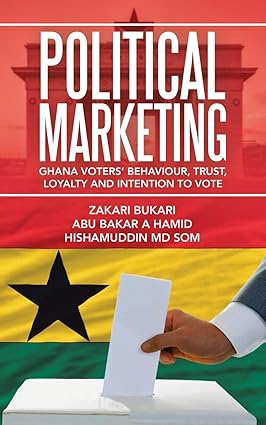 POLITICAL
MARKETING
GHANA VOTERS' BEHAVIOUR, TRUST,
LOYALTY AND INTENTION TO VOTE
ZAKARI BUKARI
ABU BAKAR A HAMID
HISHAMUDDIN MD SOM